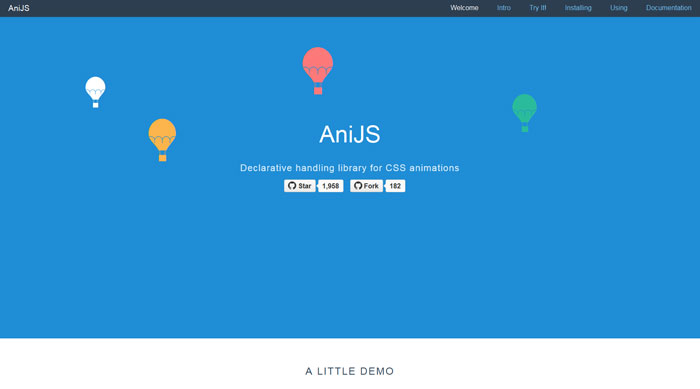 AniJS Welcome Intro Try It! Installing Using Documentation
AniJS
Declarative handling library for CSS animations
Star 1,958 Fork 182
A LITTLE DEMO